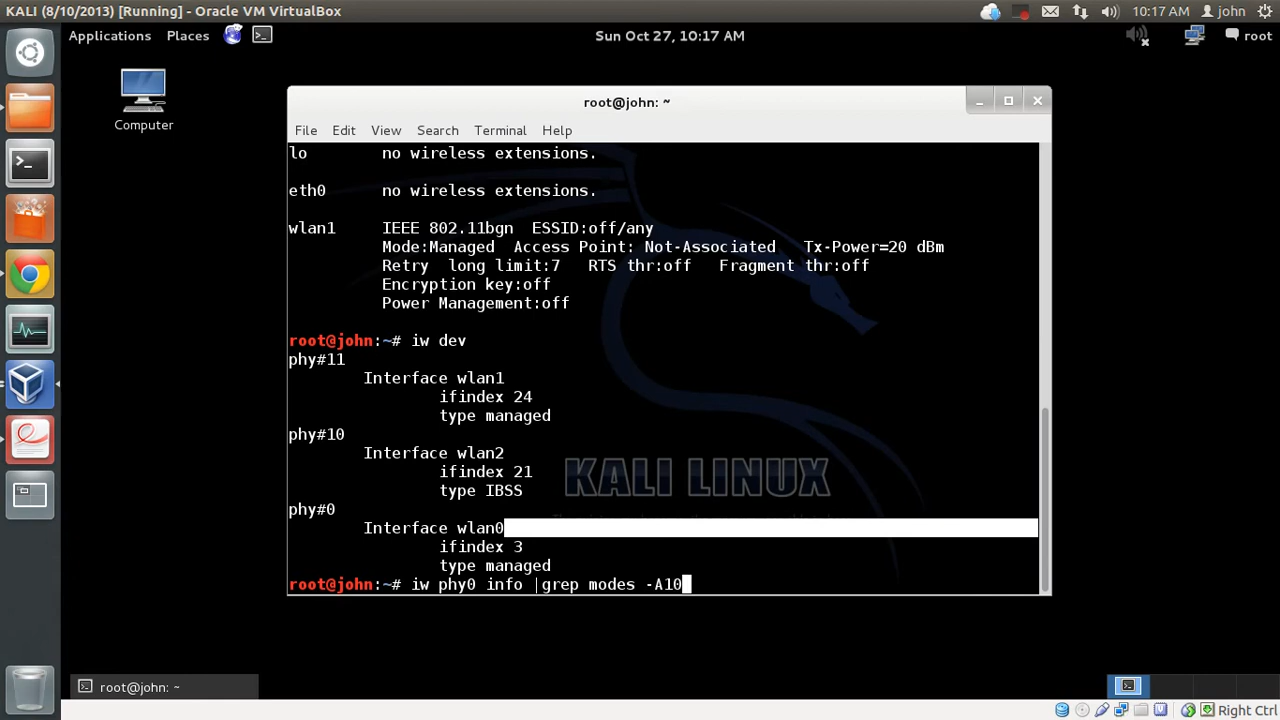 KALI (8/10/2013) [Running] - Oracle VM VirtualBox
10:17 AM john
Applications Places
Sun Oct 27, 10:17 AM
root
Computer
root@john: ~
File Edit View Search Terminal Help
lo no wireless extensions.
eth0 no wireless extensions.
wlan1 IEEE 802.11bgn ESSID:off/any
Mode:Managed Access Point: Not-Associated Tx-Power=20 dBm
Retry long limit:7 RTS thr:off Fragment thr:off
Encryption key:off
Power Management:off
root@john:~# iw dev
phy#11
Interface wlan1
ifindex 24
type managed
phy#10
Interface wlan2
ifindex 21
type IBSS
phy#0
Interface wlan0
ifindex 3
type managed
root@john:~# iw phy0 info |grep modes -A10
KALI LINUX
root@john: ~
Right Ctrl